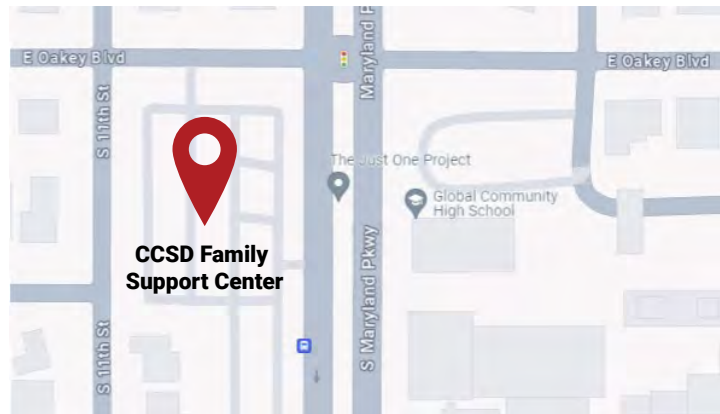 E Oakey Blvd
E Oakey Blvd
Maryland P
S 11th St
The Just One Project
Global Community
High School
CCSD Family
Support Center
S 11th St
S Maryland Pkwy